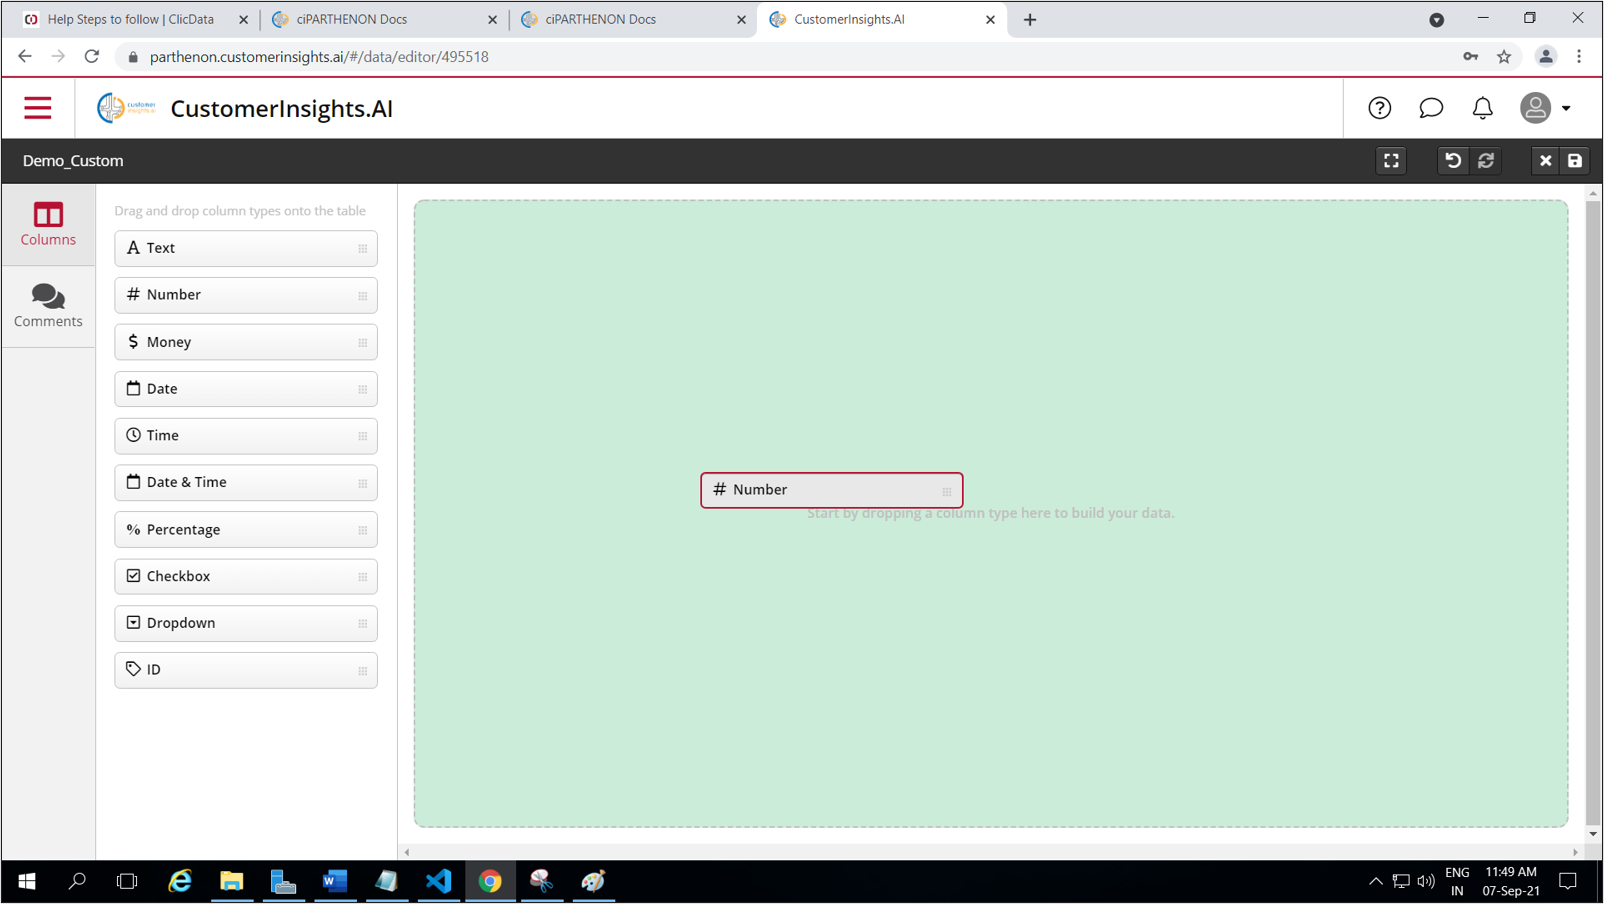 Help Steps to follow | ClicData
ciPARTHENON Docs
ciPARTHENON Docs
CustomerInsights.AI
parthenon.customerinsights.ai/#/data/editor/495518
customer
insights.ai
CustomerInsights.AI
Demo_Custom
Columns
Comments
Drag and drop column types onto the table
Text
# Number
$ Money
Date
Time
Date & Time
% Percentage
Checkbox
Dropdown
ID
# Number
Start by dropping a column type here to build your data.
ENG
IN
11:49 AM
07-Sep-21